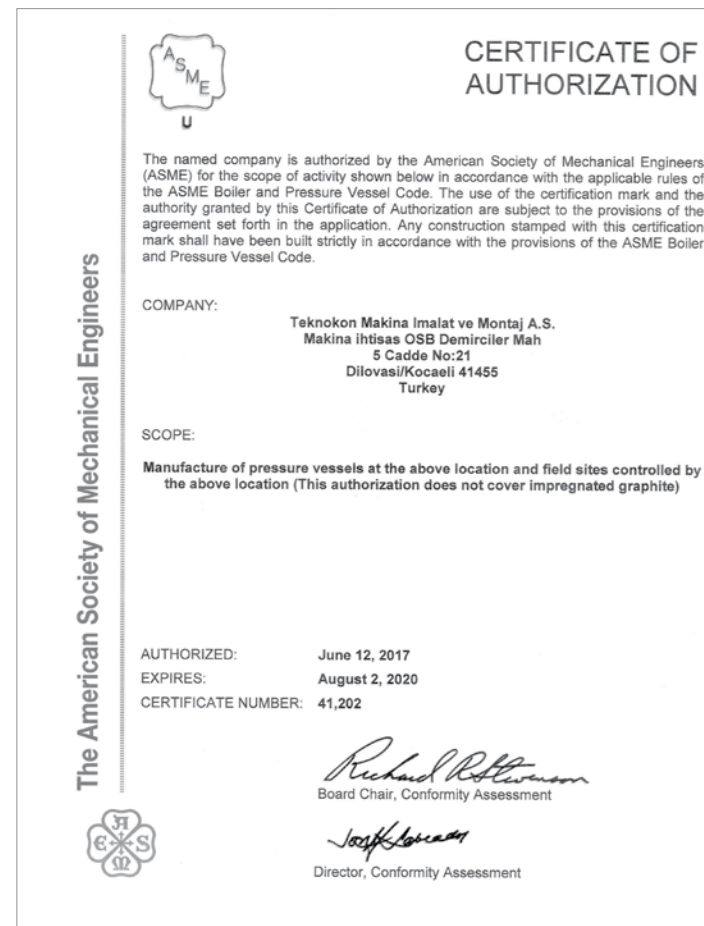 ASME
U
CERTIFICATE OF
AUTHORIZATION
The named company is authorized by the American Society of Mechanical Engineers
(ASME) for the scope of activity shown below in accordance with the applicable rules of
the ASME Boiler and Pressure Vessel Code. The use of the certification mark and the
authority granted by this Certificate of Authorization are subject to the provisions of the
agreement set forth in the application. Any construction stamped with this certification
mark shall have been built strictly in accordance with the provisions of the ASME Boiler
and Pressure Vessel Code.
COMPANY:
Teknokon Makina Imalat ve Montaj A.S.
Makina ihtisas OSB Demirciler Mah
5 Cadde No:21
Dilovasi/Kocaeli 41455
Turkey
SCOPE:
Manufacture of pressure vessels at the above location and field sites controlled by
the above location (This authorization does not cover impregnated graphite)
AUTHORIZED: June 12, 2017
EXPIRES: August 2, 2020
CERTIFICATE NUMBER: 41,202
Richard R Stevenson
Board Chair, Conformity Assessment
Director, Conformity Assessment
The American Society of Mechanical Engineers
ASME